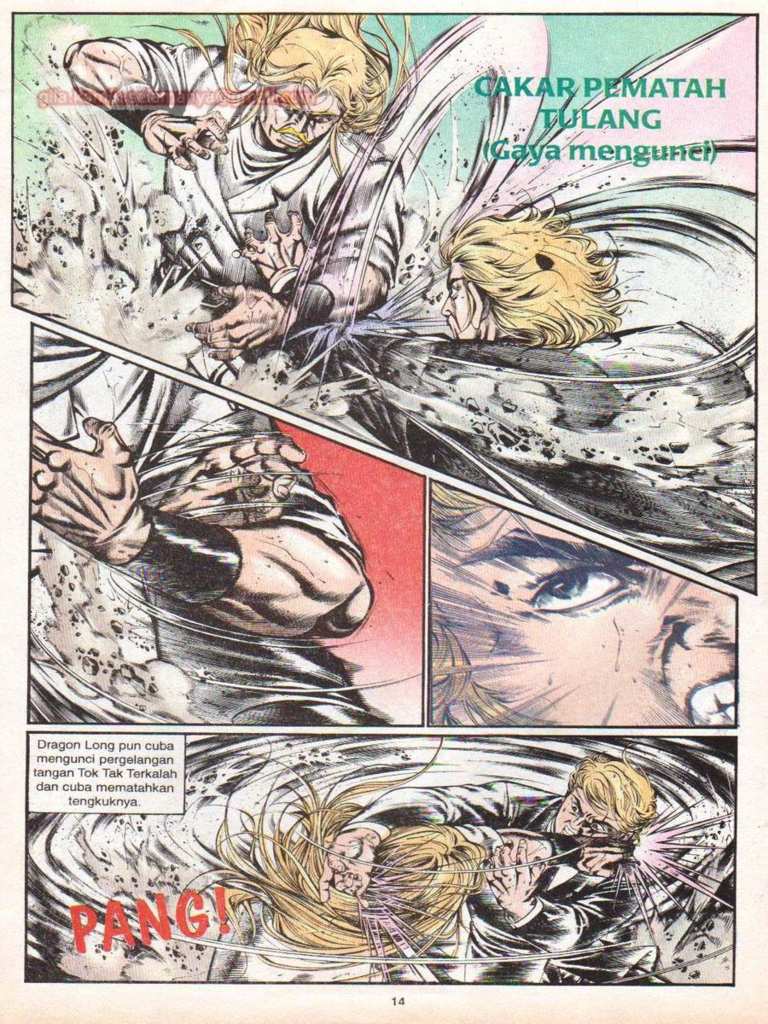 CAKAR PEMATAH
TULANG
(Gaya mengunci)
Dragon Long pun cuba
mengunci pergelangan
tangan Tok Tak Terkalah
dan cuba mematahkan
tengkuknya.
PANG!
14